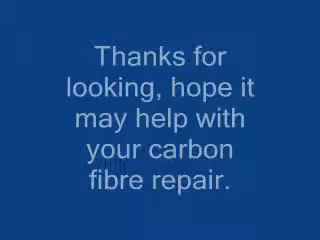 Thanks for
looking, hope it
may help with
your carbon
fibre repair.